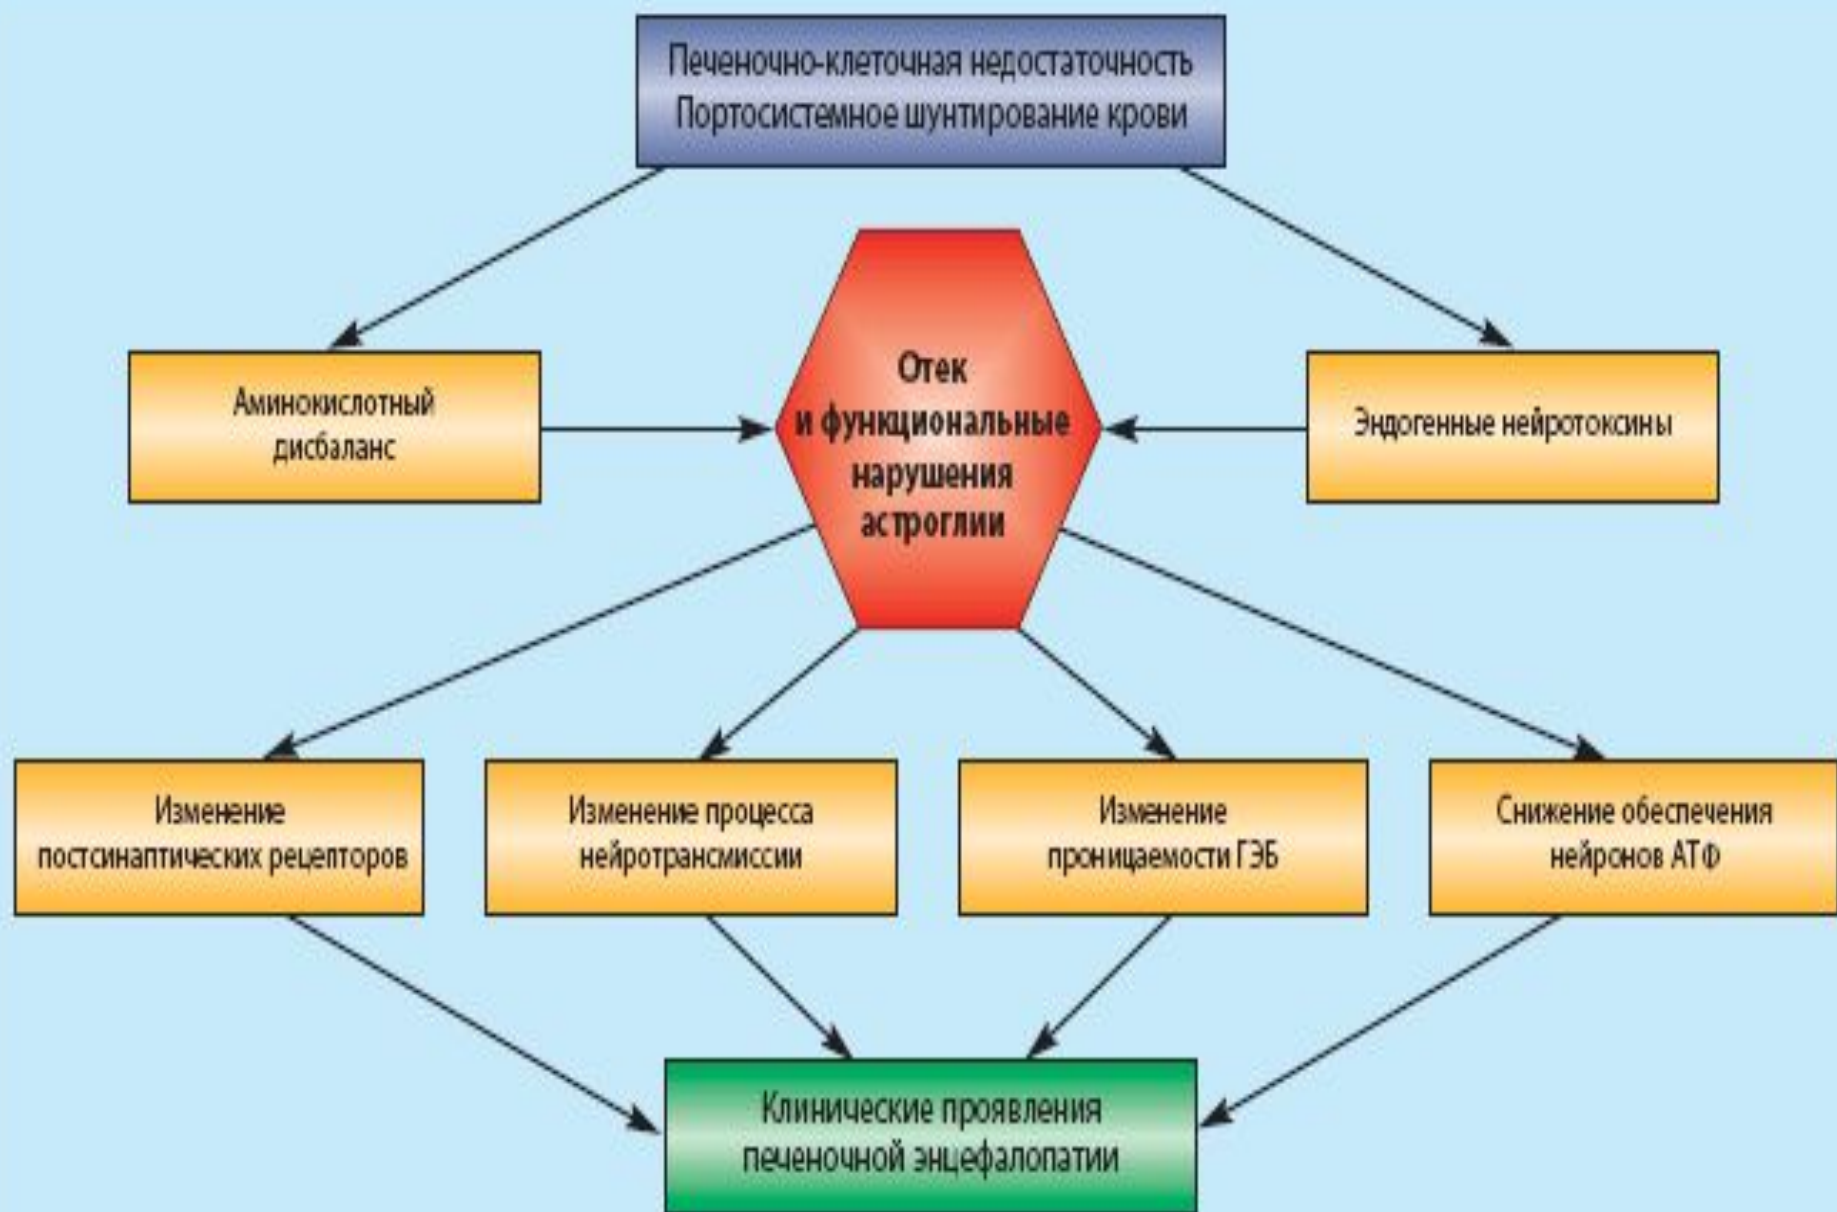 Печеночно-клеточная недостаточность
Портосистемное шунтирование крови
Аминокислотный
дисбаланс
Отек
и функциональные
нарушения
астроглии
Эндогенные нейротоксины
Изменение
постсинаптических рецепторов
Изменение процесса
нейротрансмиссии
Изменение
проницаемости ГЭБ
Снижение обеспечения
нейронов АТФ
Клинические проявления
печеночной энцефалопатии